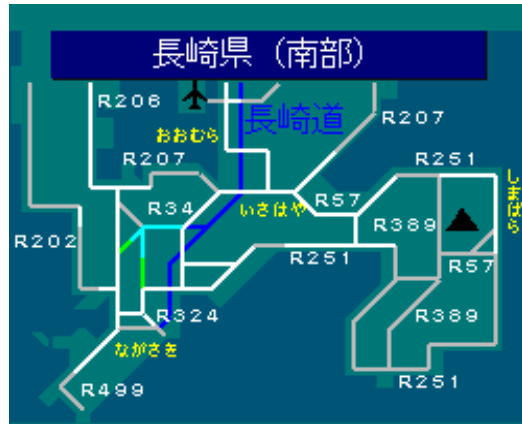 長崎県(南部)
R206
長崎道
R207
おおむら
R207
R251
しまばら
R34
いさはや
R57
R389
R202
R251
R57
R324
R389
ながさき
R499
R251